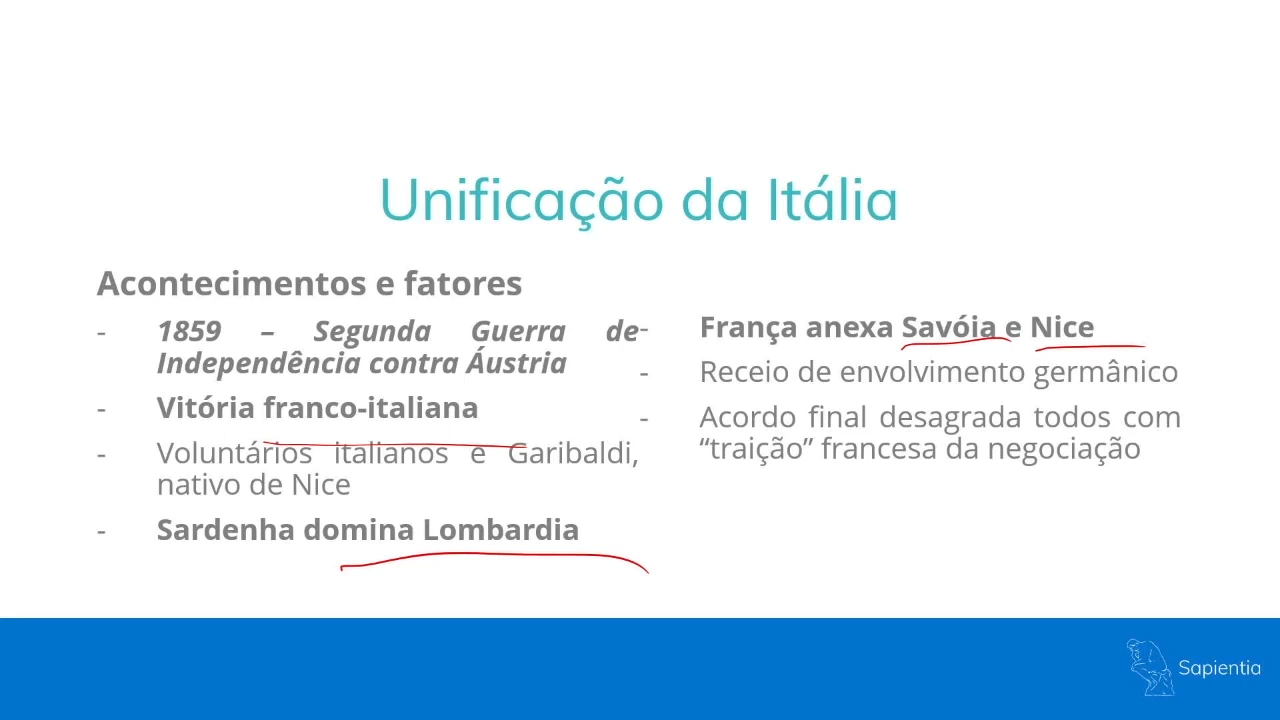 Unificação da Itália
Acontecimentos e fatores
- 1859 – Segunda Guerra de
Independência contra Áustria
- Vitória franco-italiana
- Voluntários italianos e Garibaldi,
nativo de Nice
- Sardenha domina Lombardia
- França anexa Savóia e Nice
- Receio de envolvimento germânico
- Acordo final desagrada todos com
“traição” francesa da negociação
Sapientia